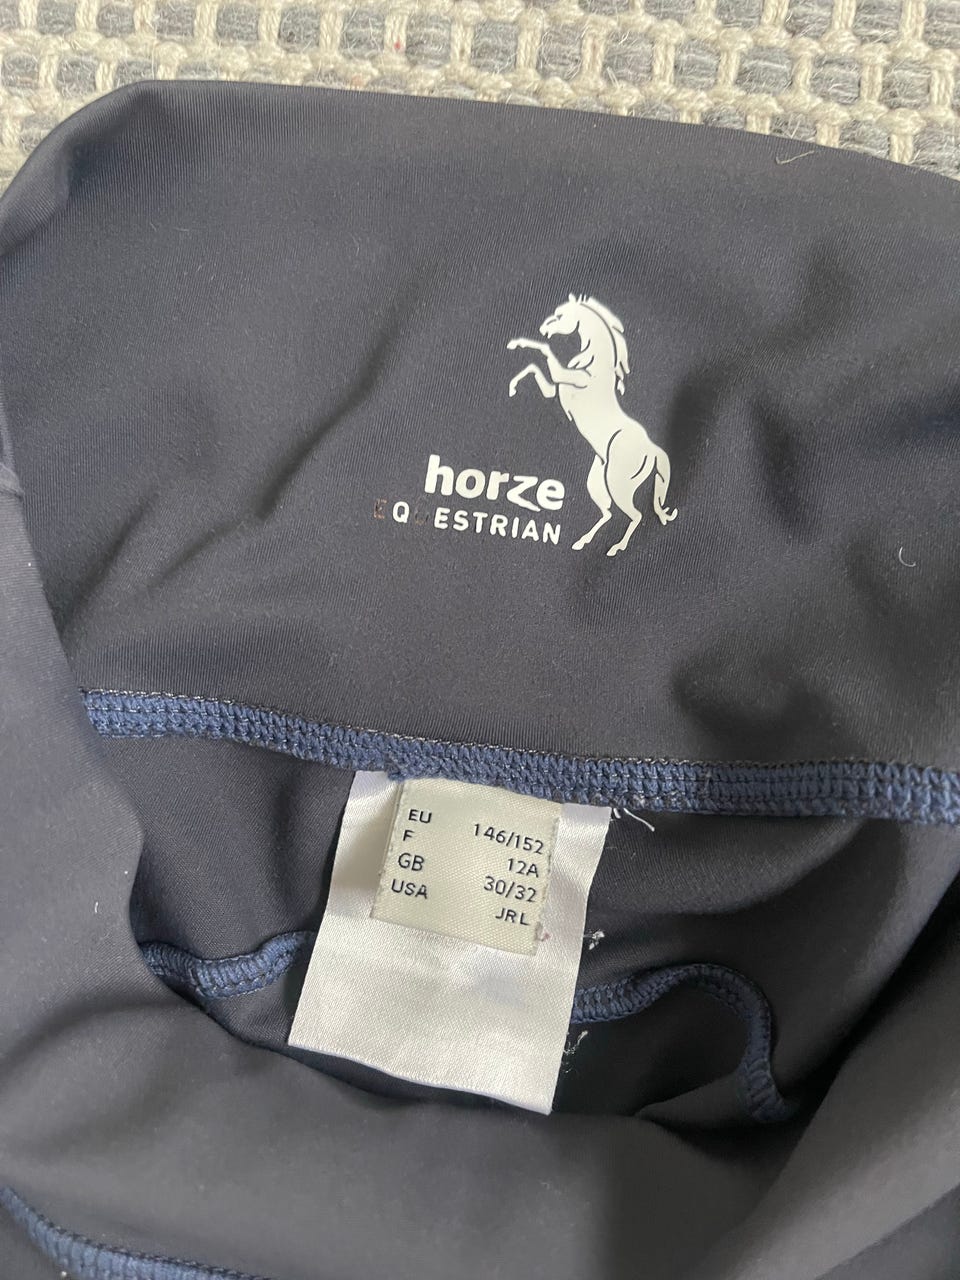 horze
EQUESTRIAN
EU 146/152
F 12A
GB 30/32
USA JRL